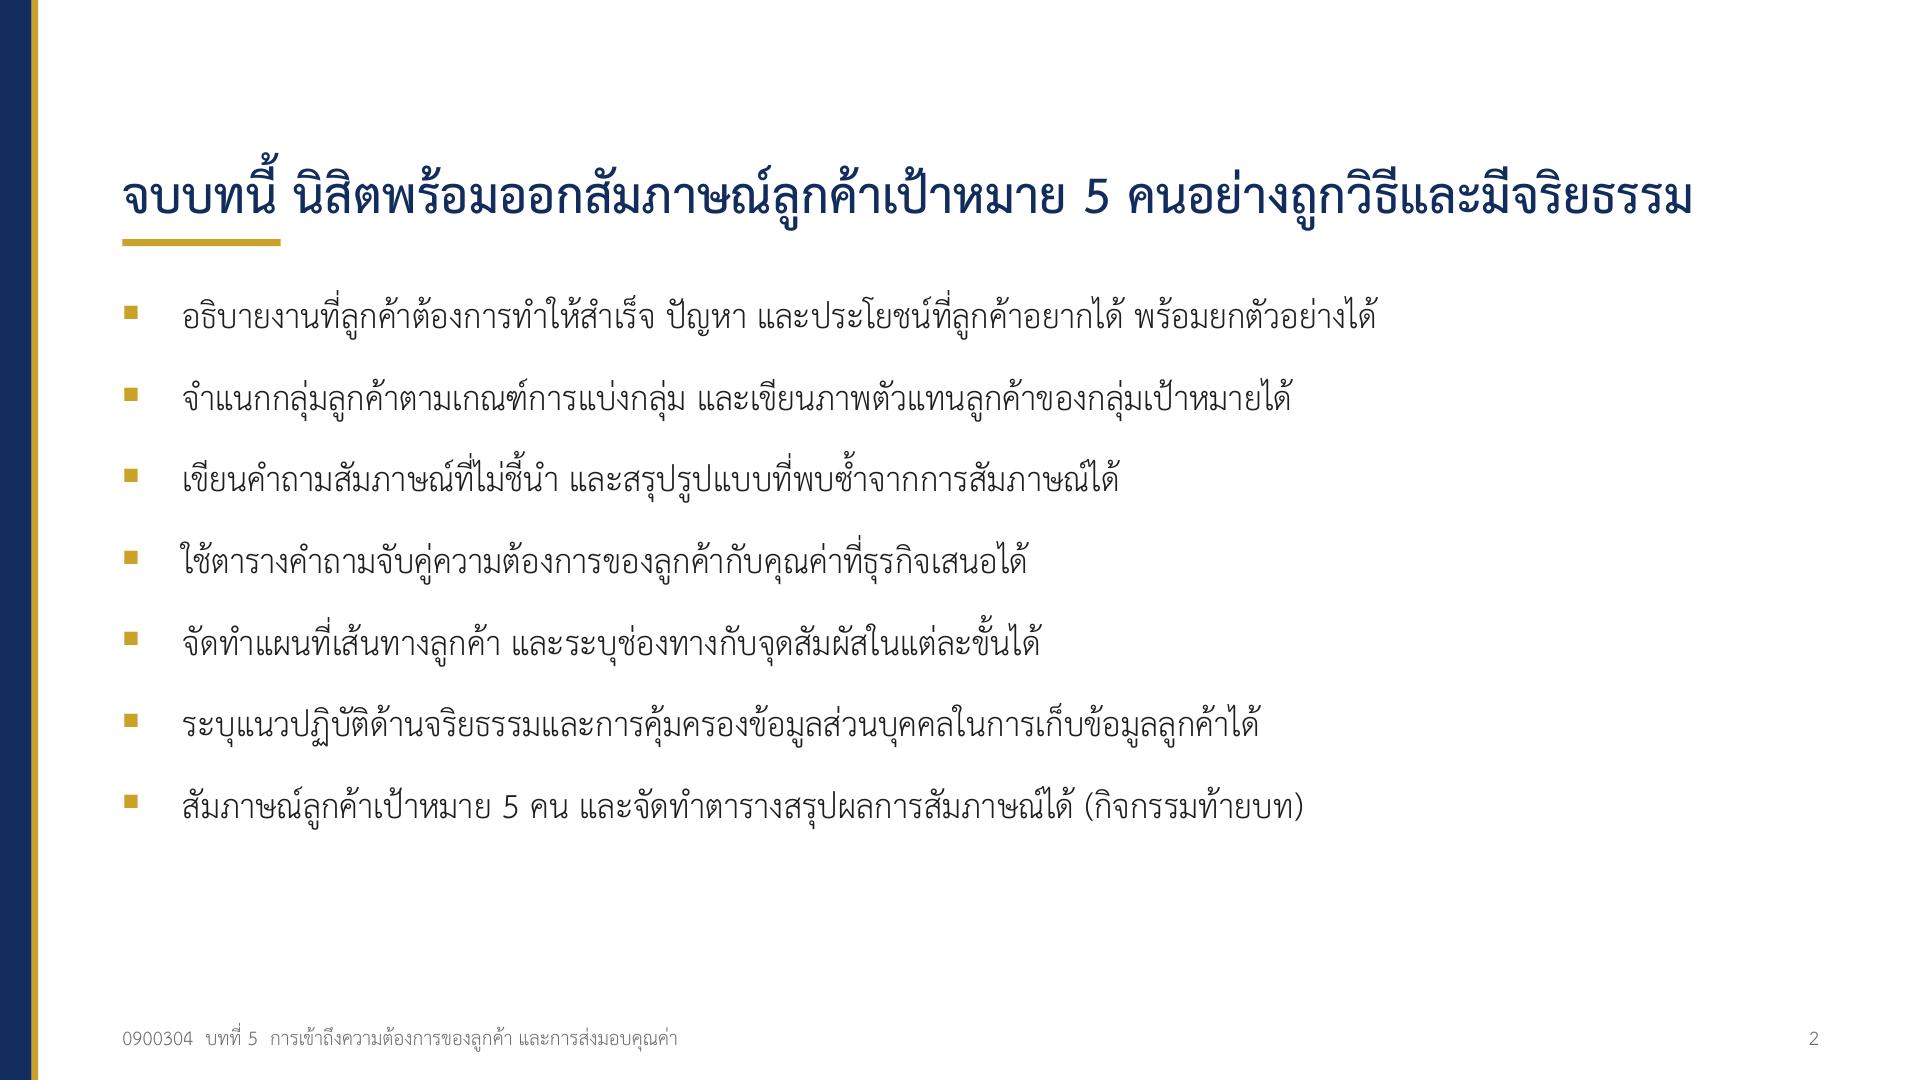 จบบทนี้ นิสิตพร้อมออกสัมภาษณ์ลูกค้าเป้าหมาย 5 คนอย่างถูกวิธีและมีจริยธรรม
▪ อธิบายงานที่ลูกค้าต้องการทำให้สำเร็จ ปัญหา และประโยชน์ที่ลูกค้าอยากได้ พร้อมยกตัวอย่างได้
▪ จำแนกกลุ่มลูกค้าตามเกณฑ์การแบ่งกลุ่ม และเขียนภาพตัวแทนลูกค้าของกลุ่มเป้าหมายได้
▪ เขียนคำถามสัมภาษณ์ที่ไม่ชี้นำ และสรุปรูปแบบที่พบซ้ำจากการสัมภาษณ์ได้
▪ ใช้ตารางคำถามจับคู่ความต้องการของลูกค้ากับคุณค่าที่ธุรกิจเสนอได้
▪ จัดทำแผนที่เส้นทางลูกค้า และระบุช่องทางกับจุดสัมผัสในแต่ละขั้นได้
▪ ระบุแนวปฏิบัติด้านจริยธรรมและการคุ้มครองข้อมูลส่วนบุคคลในการเก็บข้อมูลลูกค้าได้
▪ สัมภาษณ์ลูกค้าเป้าหมาย 5 คน และจัดทำตารางสรุปผลการสัมภาษณ์ได้ (กิจกรรมท้ายบท)
0900304 บทที่ 5 การเข้าถึงความต้องการของลูกค้า และการส่งมอบคุณค่า
2